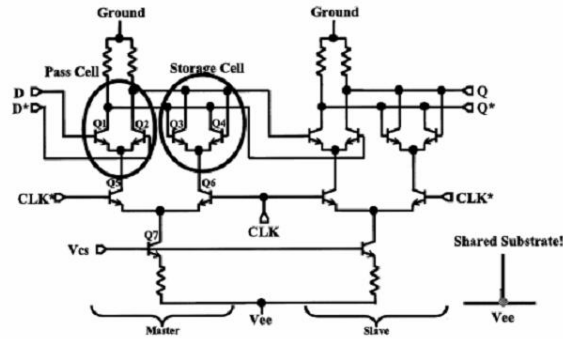 Ground
Ground
Pass Cell
Storage Cell
D
D*
Q
Q*
Q1
Q2
Q3
Q4
Q5
Q6
CLK*
CLK
CLK*
Q7
Vcs
Shared Substrate!
Vee
Vee
Master
Slave